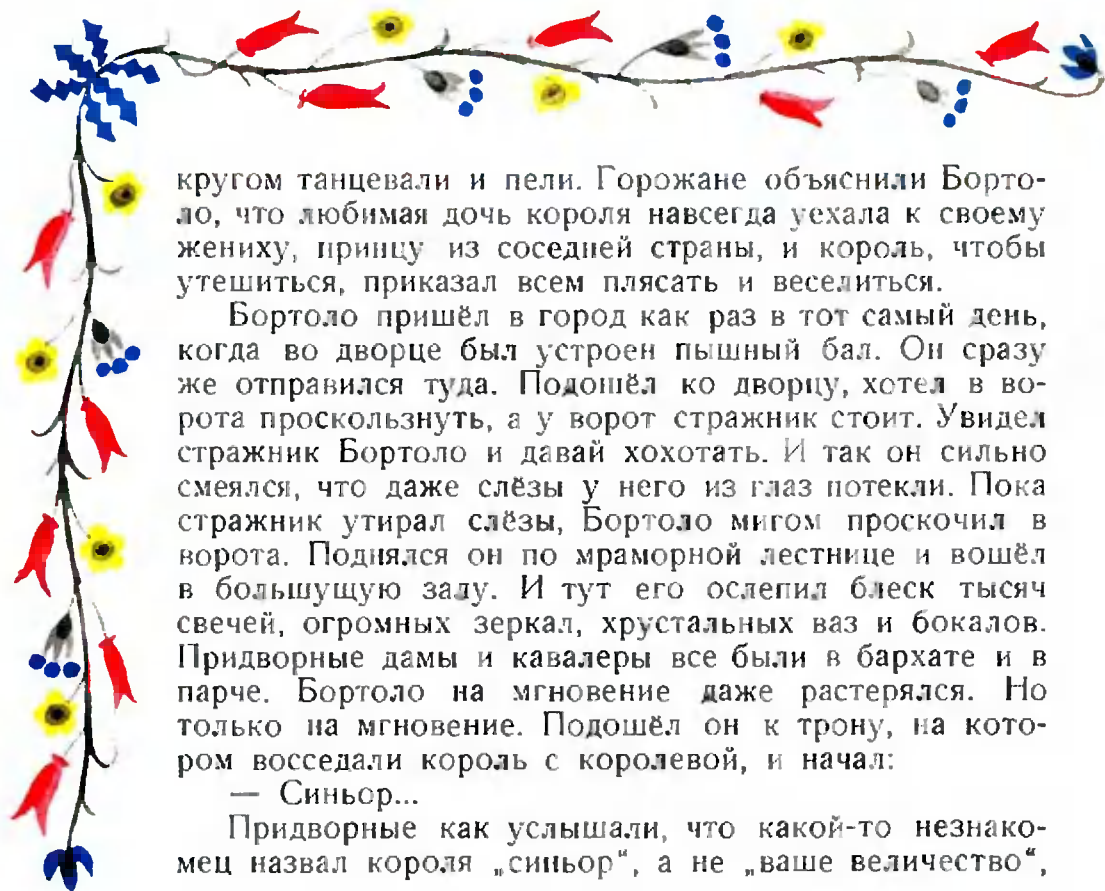 кругом танцевали и пели. Горожане объяснили Борто-
ло, что любимая дочь короля навсегда уехала к своему
жениху, принцу из соседней страны, и король, чтобы
утешиться, приказал всем плясать и веселиться.
Бортоло пришёл в город как раз в тот самый день,
когда во дворце был устроен пышный бал. Он сразу
же отправился туда. Подошёл ко дворцу, хотел в во-
рота проскользнуть, а у ворот стражник стоит. Увидел
стражник Бортоло и давай хохотать. И так он сильно
смеялся, что даже слёзы у него из глаз потекли. Пока
стражник утирал слёзы, Бортоло мигом проскочил в
ворота. Поднялся он по мраморной лестнице и вошёл
в большущую залу. И тут его ослепил блеск тысяч
свечей, огромных зеркал, хрустальных ваз и бокалов.
Придворные дамы и кавалеры все были в бархате и в
парче. Бортоло на мгновение даже растерялся. Но
только на мгновение. Подошёл он к трону, на кото-
ром восседали король с королевой, и начал:
— Синьор...
Придворные как услышали, что какой-то незнако-
мец назвал короля „синьор“, а не „ваше величество“,